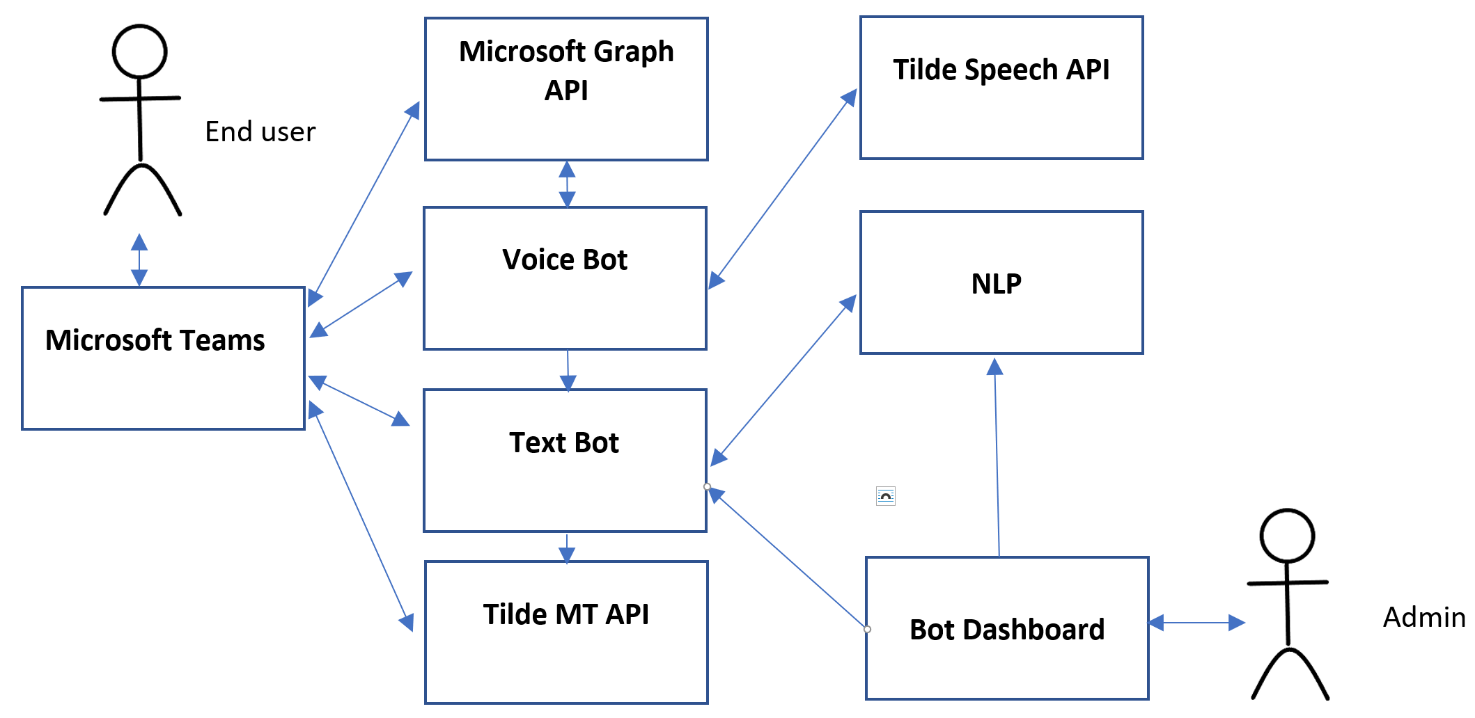 Microsoft Graph
API
Tilde Speech API
End user
Voice Bot
NLP
Microsoft Teams
Text Bot
Tilde MT API
Bot Dashboard
Admin